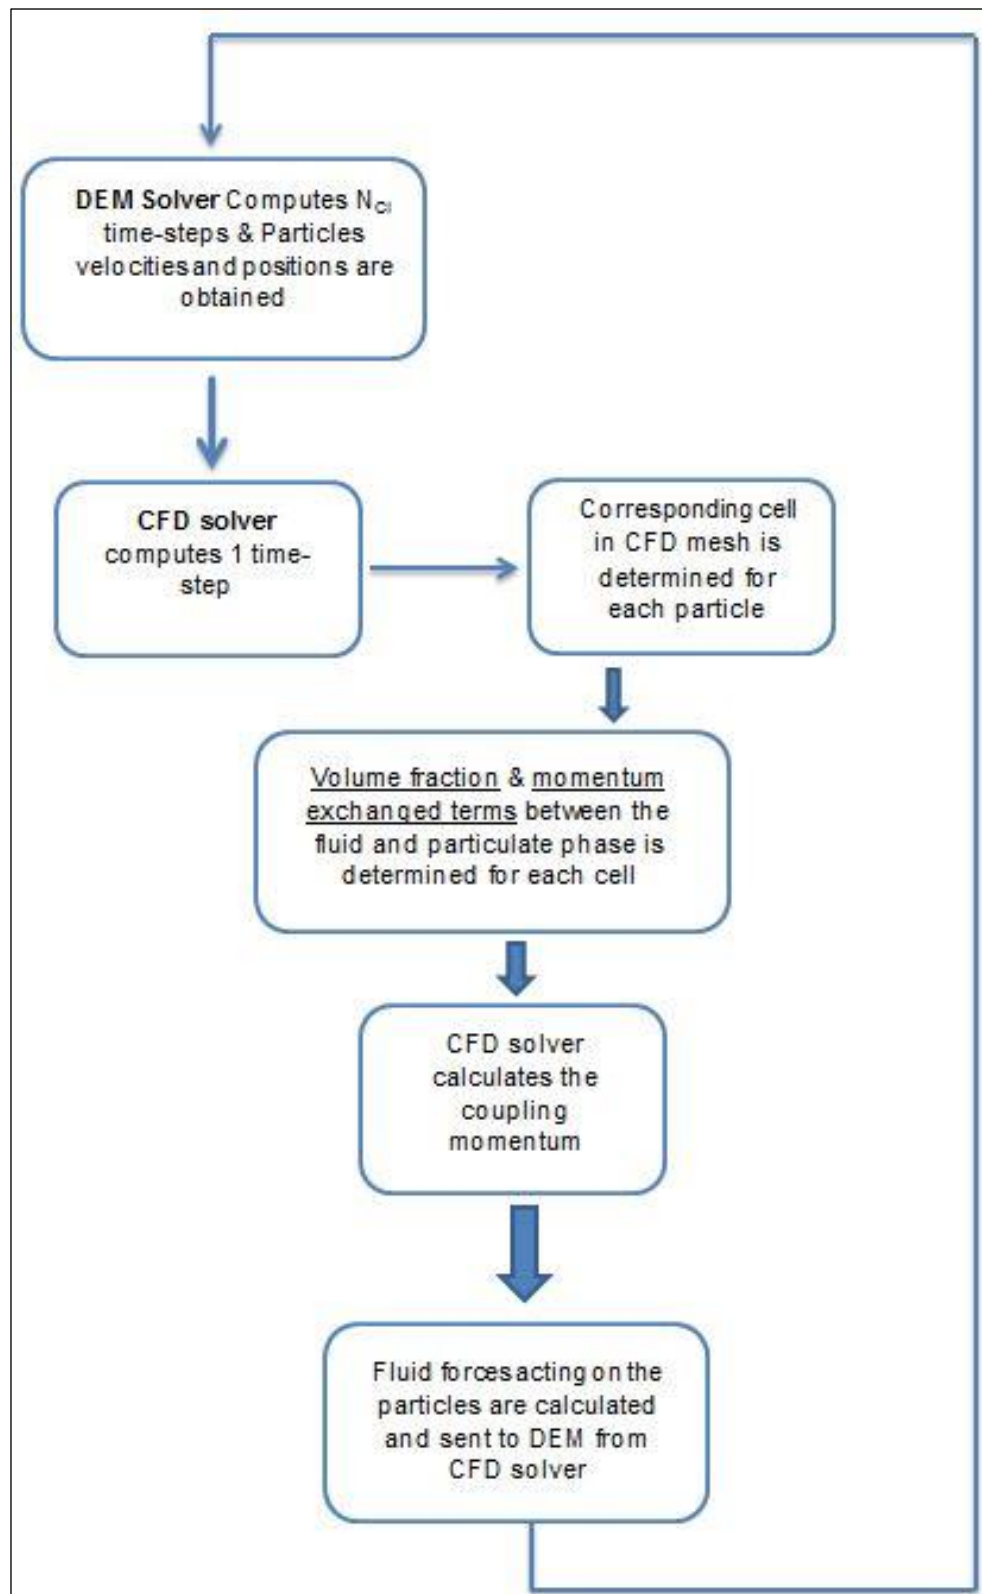 DEM Solver Computes N_CI
time-steps & Particles
velocities and positions are
obtained
CFD solver
computes 1 time-
step
Corresponding cell
in CFD mesh is
determined for
each particle
Volume fraction & momentum
exchanged terms between the
fluid and particulate phase is
determined for each cell
CFD solver
calculates the
coupling
momentum
Fluid forces acting on the
particles are calculated
and sent to DEM from
CFD solver